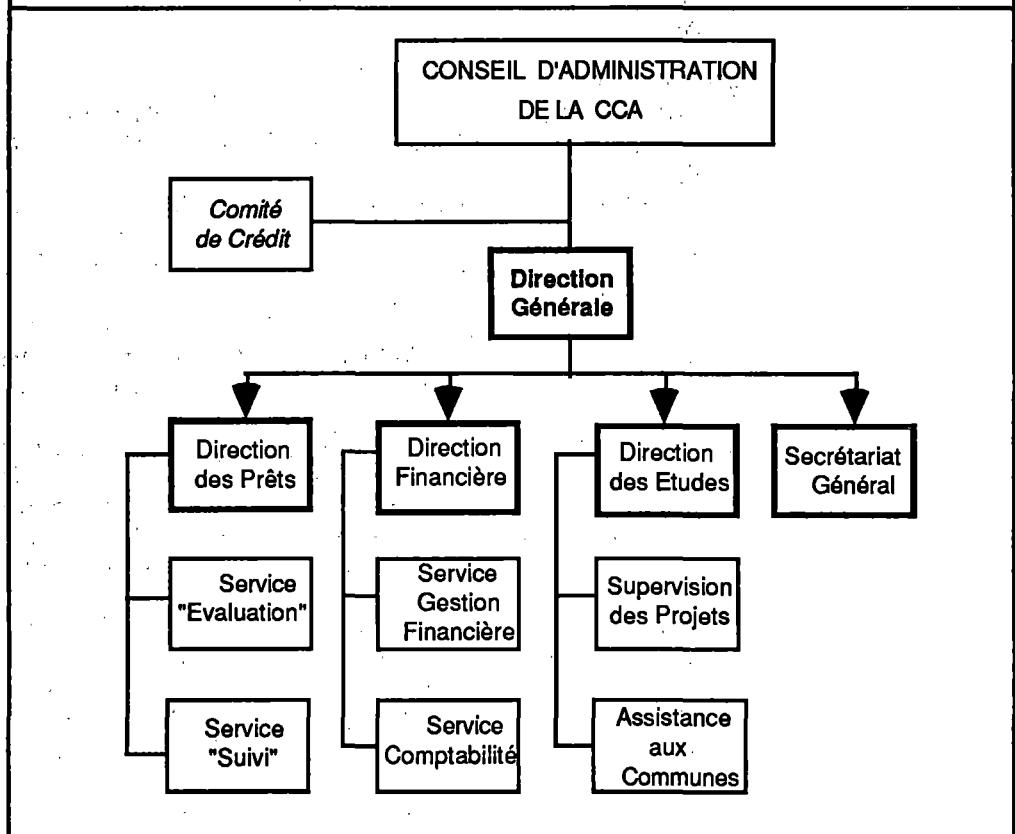 CONSEIL D'ADMINISTRATION
DE LA CCA
Comité
de Crédit
Direction
Générale
Direction
des Prêts
Direction
Financière
Direction
des Etudes
Secrétariat
Général
Service
"Evaluation"
Service
Gestion
Financière
Supervision
des Projets
Service
"Suivi"
Service
Comptabilité
Assistance
aux
Communes